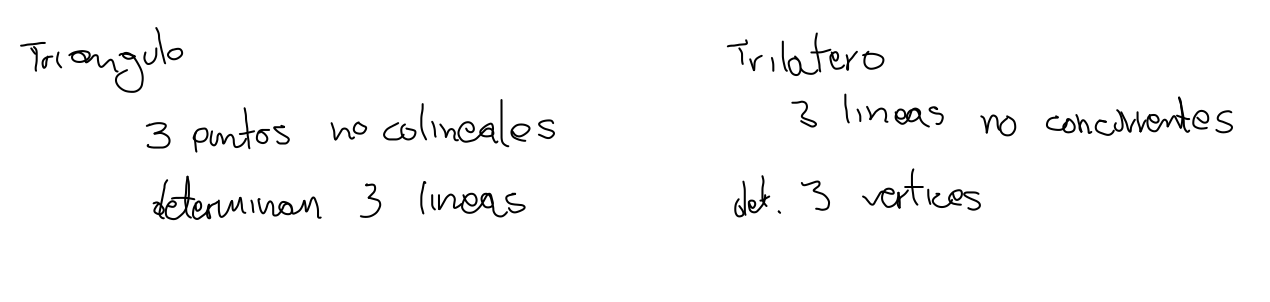 Triangulo
3 puntos no colineales
determinan 3 lineas
Trilatero
3 lineas no concurrentes
det. 3 vertices